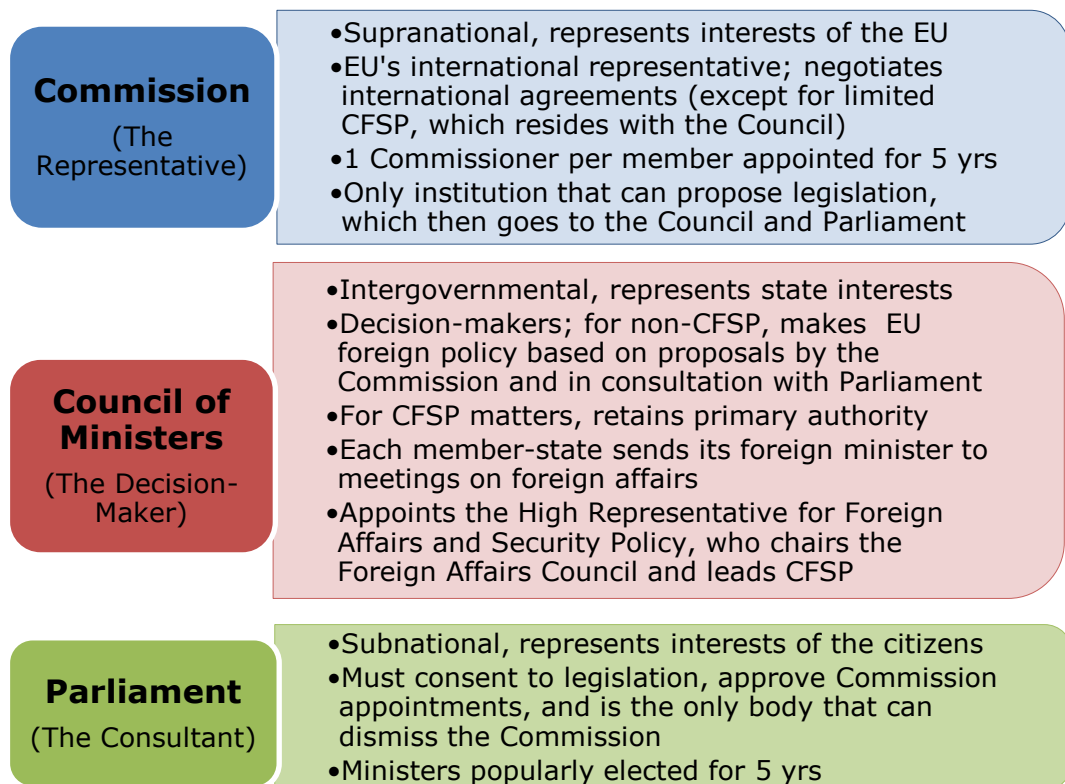 Commission
(The
Representative)
•Supranational, represents interests of the EU
•EU's international representative; negotiates
international agreements (except for limited
CFSP, which resides with the Council)
•1 Commissioner per member appointed for 5 yrs
•Only institution that can propose legislation,
which then goes to the Council and Parliament
Council of
Ministers
(The Decision-
Maker)
•Intergovernmental, represents state interests
•Decision-makers; for non-CFSP, makes EU
foreign policy based on proposals by the
Commission and in consultation with Parliament
•For CFSP matters, retains primary authority
•Each member-state sends its foreign minister to
meetings on foreign affairs
•Appoints the High Representative for Foreign
Affairs and Security Policy, who chairs the
Foreign Affairs Council and leads CFSP
Parliament
(The Consultant)
•Subnational, represents interests of the citizens
•Must consent to legislation, approve Commission
appointments, and is the only body that can
dismiss the Commission
•Ministers popularly elected for 5 yrs